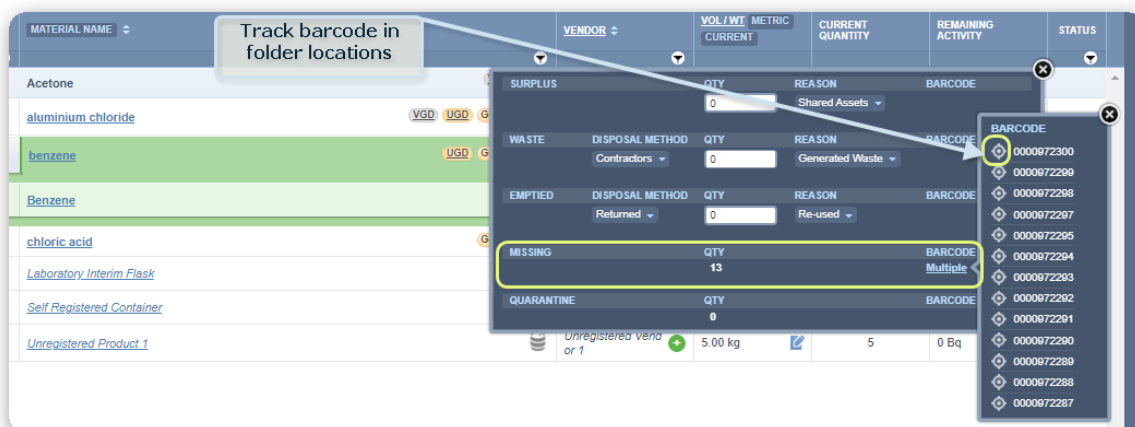 Track barcode in
folder locations
MATERIAL NAME
VENDOR
VOL / WT METRIC
CURRENT
CURRENT
QUANTITY
REMAINING
ACTIVITY
STATUS
Acetone
aluminium chloride VGD UGD G
benzene UGD G
Benzene
chloric acid G
Laboratory Interim Flask
Self Registered Container
Unregistered Product 1
Unregistered Vend
or 1
5.00 kg 5 0 Bq
SURPLUS QTY REASON BARCODE
0 Shared Assets
WASTE DISPOSAL METHOD QTY REASON BARCODE
Contractors 0 Generated Waste
EMPTIED DISPOSAL METHOD QTY REASON BARCODE
Returned 0 Re-used
MISSING QTY BARCODE
13 Multiple
QUARANTINE QTY BARCODE
0
BARCODE
0000972300
0000972299
0000972298
0000972297
0000972295
0000972294
0000972293
0000972292
0000972291
0000972290
0000972289
0000972288
0000972287